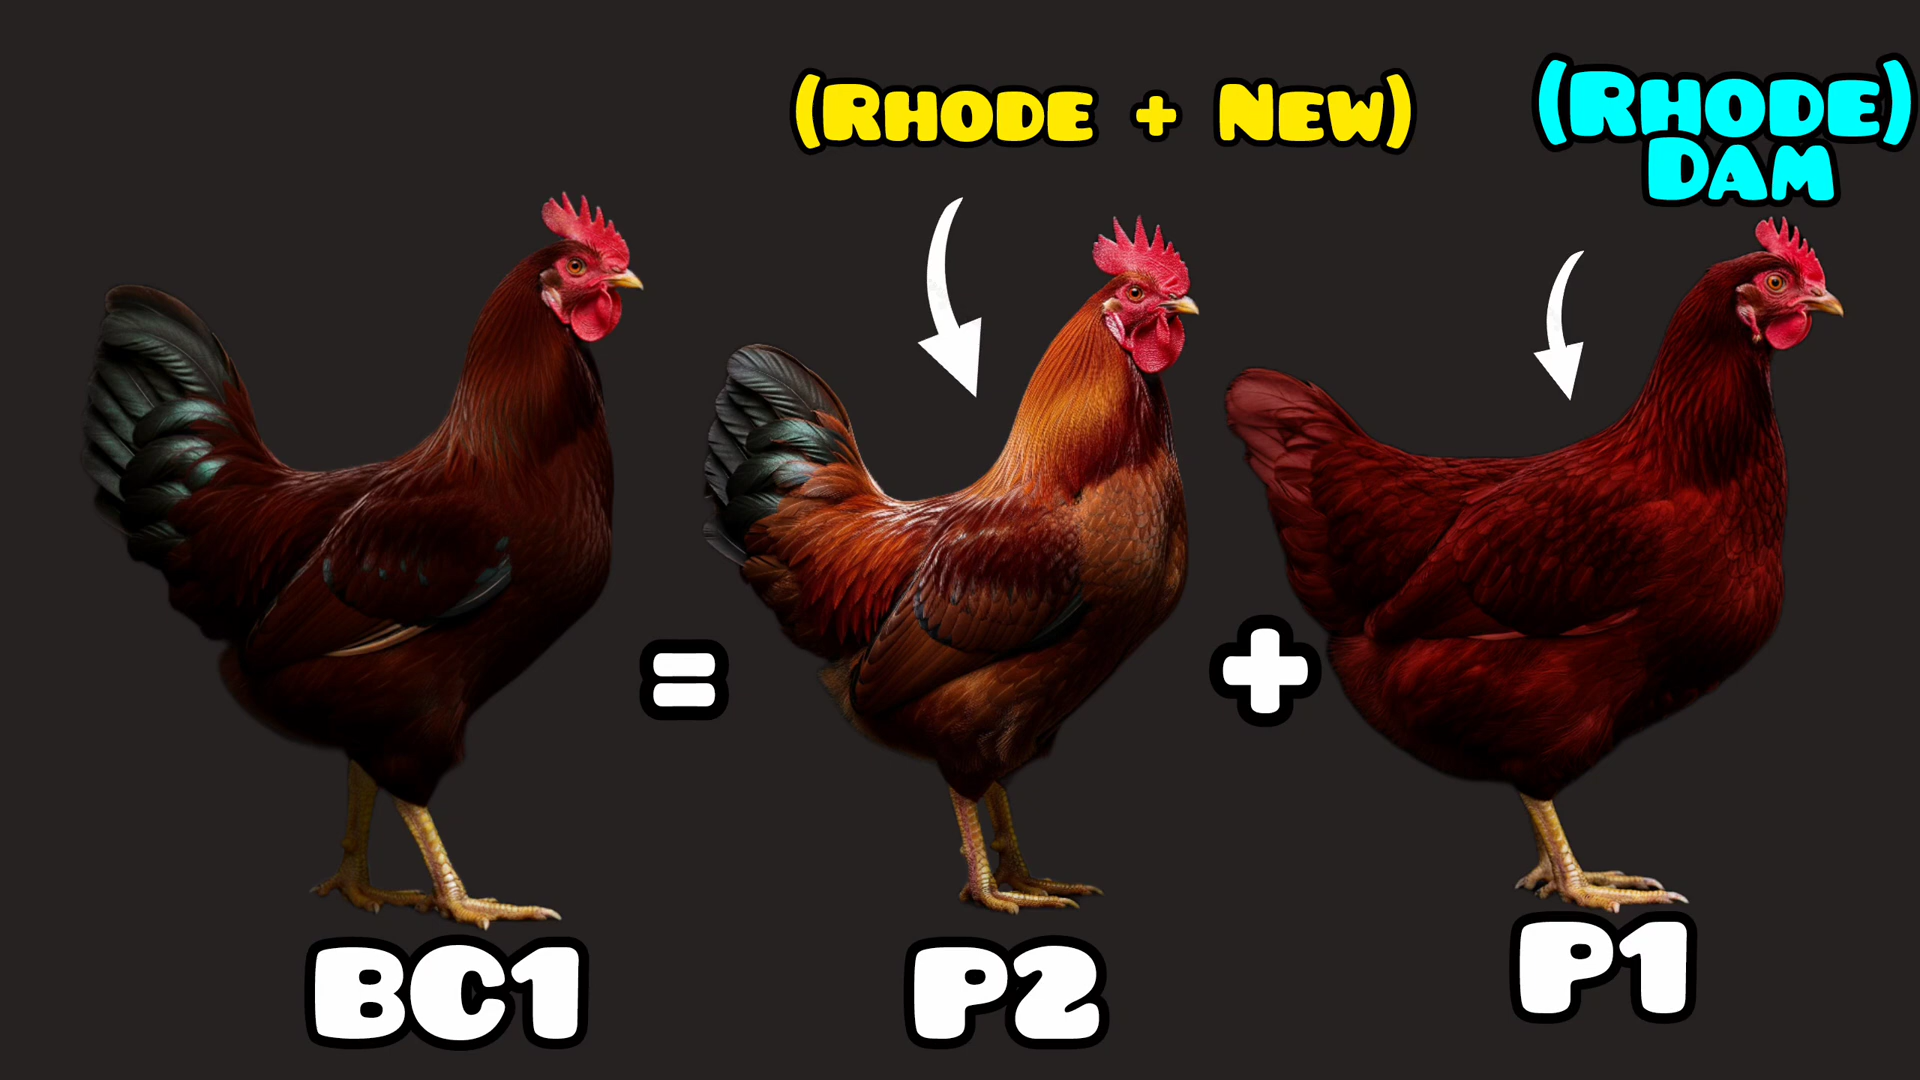 (Rhode + New)
(Rhode)
Dam
=
+
BC1
P2
P1